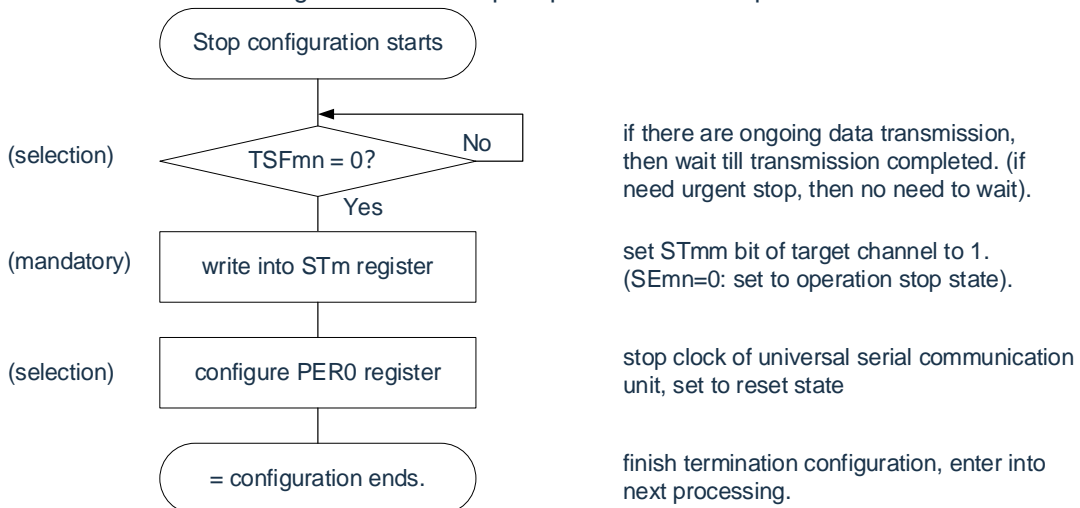 Stop configuration starts
(selection)
TSFmn = 0?
No
if there are ongoing data transmission,
then wait till transmission completed. (if
need urgent stop, then no need to wait).
Yes
(mandatory)
write into STm register
set STmm bit of target channel to 1.
(SEmn=0: set to operation stop state).
(selection)
configure PER0 register
stop clock of universal serial communication
unit, set to reset state
= configuration ends.
finish termination configuration, enter into
next processing.